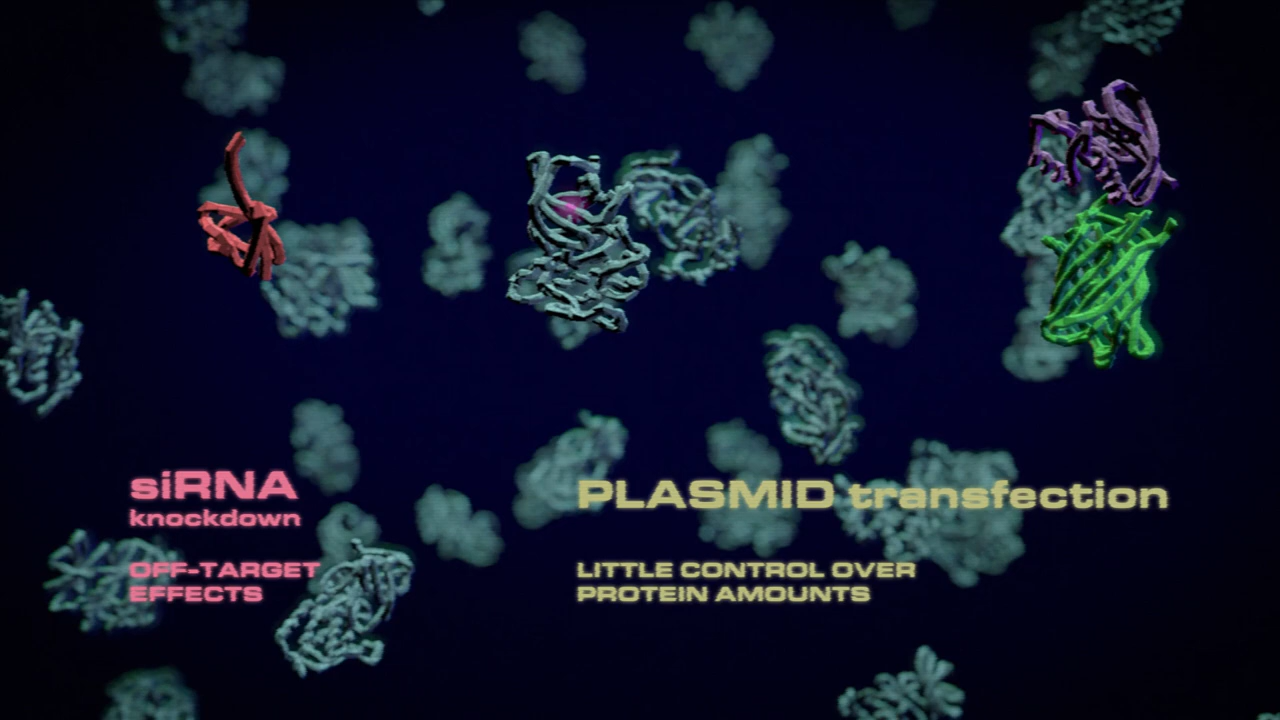 siRNA
knockdown
OFF-TARGET
EFFECTS
PLASMID transfection
LITTLE CONTROL OVER
PROTEIN AMOUNTS